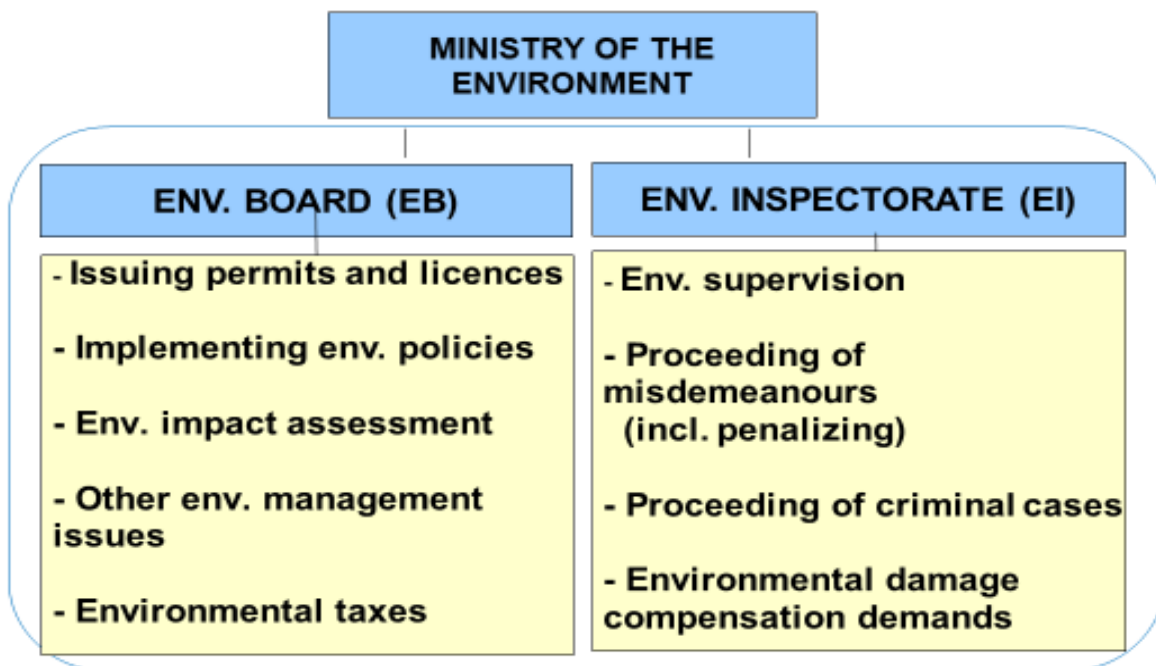 MINISTRY OF THE
ENVIRONMENT
ENV. BOARD (EB)
- Issuing permits and licences
- Implementing env. policies
- Env. impact assessment
- Other env. management
issues
- Environmental taxes
ENV. INSPECTORATE (EI)
- Env. supervision
- Proceeding of
misdemeanours
(incl. penalizing)
- Proceeding of criminal cases
- Environmental damage
compensation demands